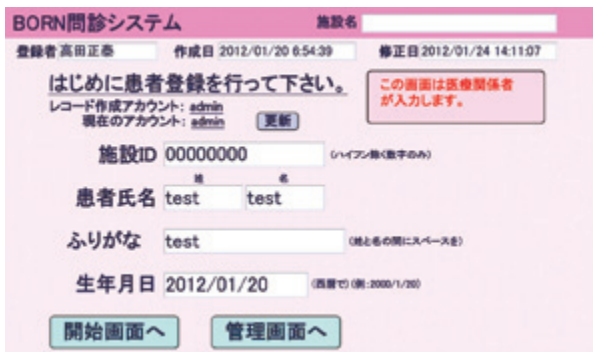 BORN問診システム 施設名
登録者 高田正泰 作成日 2012/01/20 6:54:39 修正日 2012/01/24 14:11:07
はじめに患者登録を行って下さい。
この画面は医療関係者
が入力します。
レコード作成アカウント: admin
現在のアカウント: admin 更新
施設ID 00000000 (ハイフン無く数字のみ)
姓 名
患者氏名 test test
ふりがな test (姓と名の間にスペースを)
生年月日 2012/01/20 (西暦で)(例:2000/1/20)
開始画面へ 管理画面へ